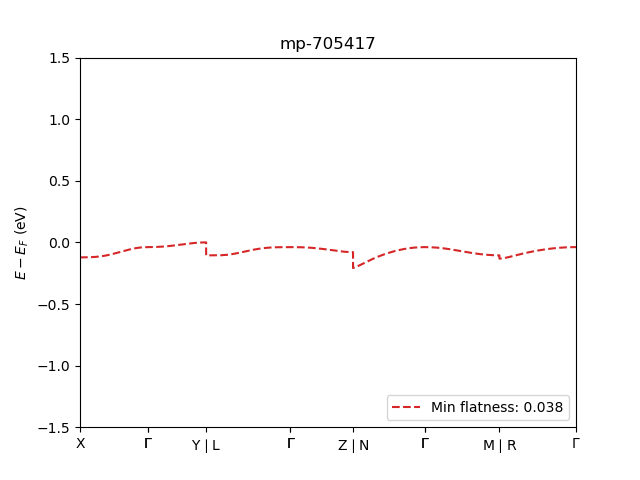 mp-705417
E − E_F (eV)
1.5
1.0
0.5
0.0
−0.5
−1.0
−1.5
Min flatness: 0.038
X Γ Y | L Γ Z | N Γ M | R Γ